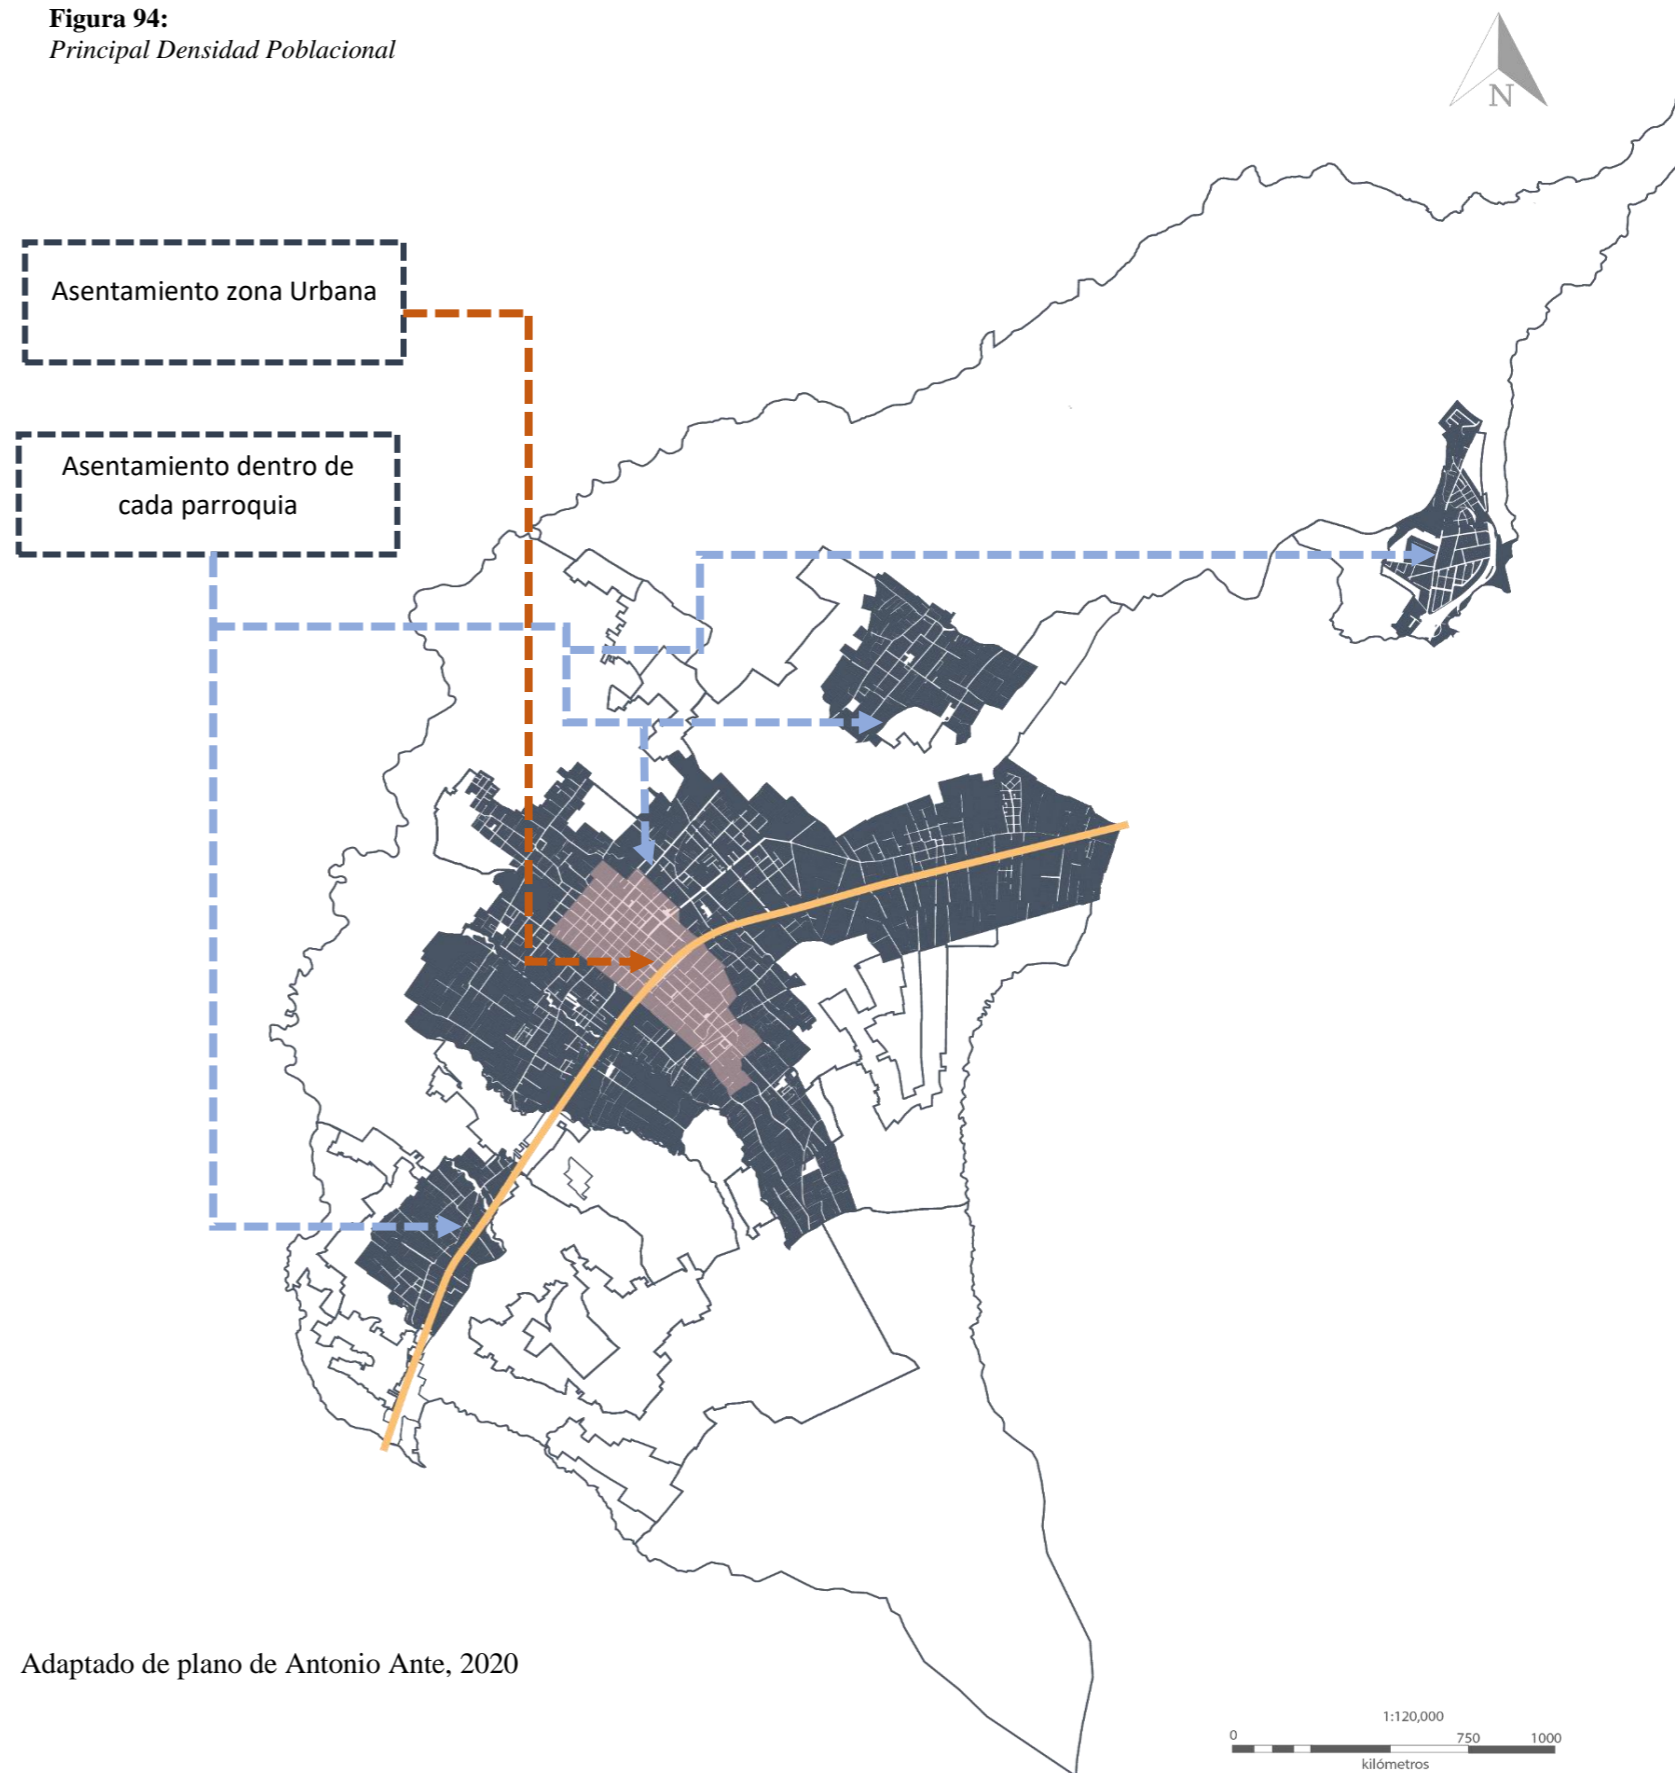 Figura 94:
Principal Densidad Poblacional
N
Asentamiento zona Urbana
Asentamiento dentro de
cada parroquia
Adaptado de plano de Antonio Ante, 2020
1:120,000
0 750 1000
kilómetros